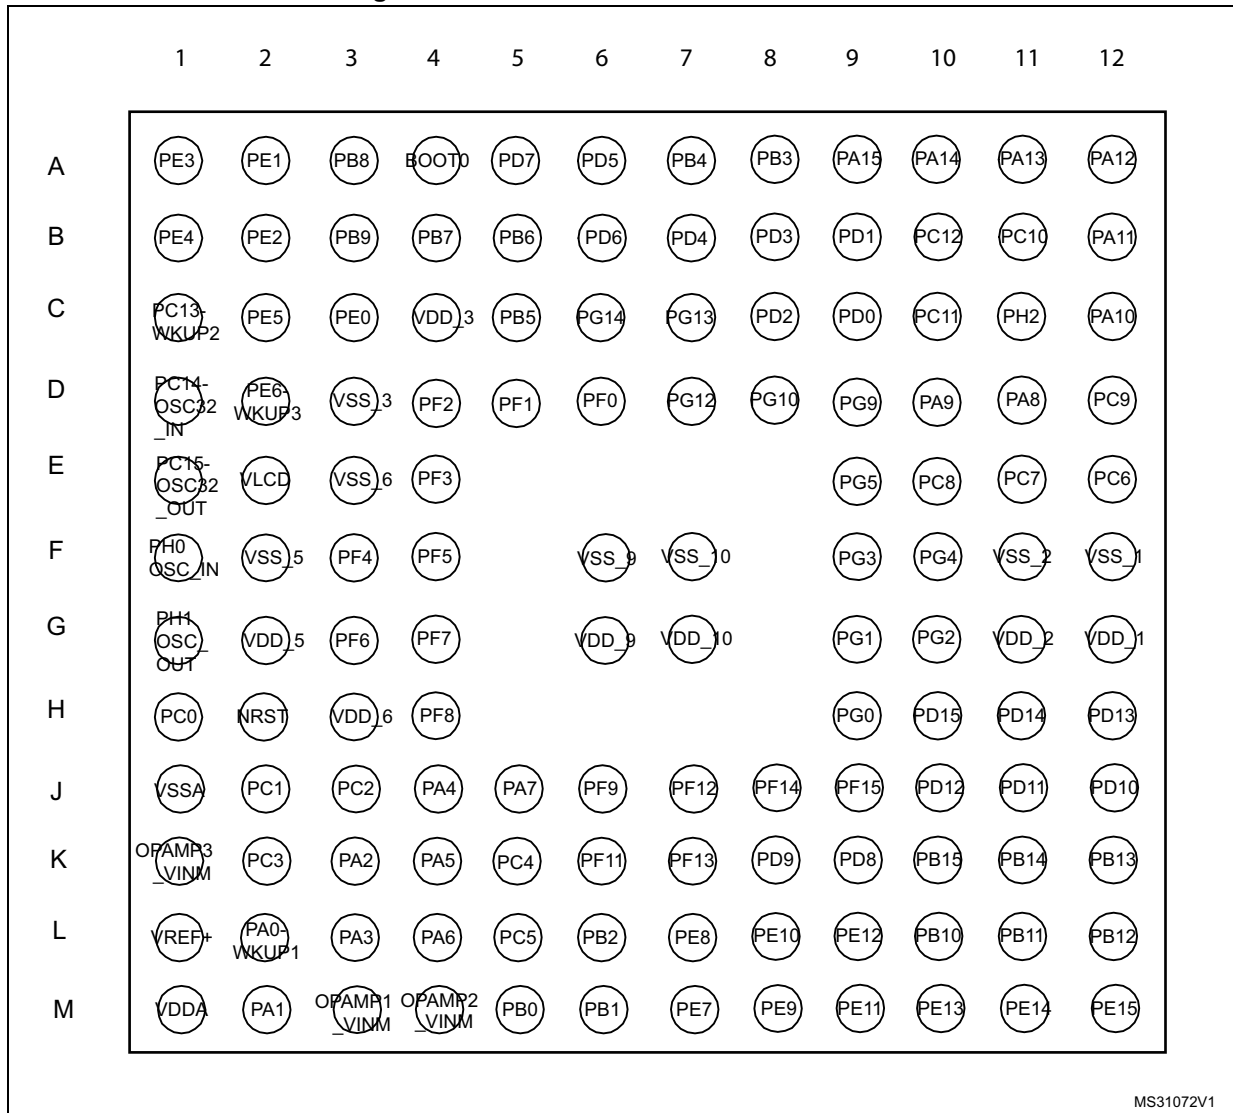 1 2 3 4 5 6 7 8 9 10 11 12
A PE3 PE1 PB8 BOOT0 PD7 PD5 PB4 PB3 PA15 PA14 PA13 PA12
B PE4 PE2 PB9 PB7 PB6 PD6 PD4 PD3 PD1 PC12 PC10 PA11
C PC13-WKUP2 PE5 PE0 VDD_3 PB5 PG14 PG13 PD2 PD0 PC11 PH2 PA10
D PC14-OSC32_IN PE6-WKUP3 VSS_3 PF2 PF1 PF0 PG12 PG10 PG9 PA9 PA8 PC9
E PC15-OSC32_OUT VLCD VSS_6 PF3 PG5 PC8 PC7 PC6
F PH0 OSC_IN VSS_5 PF4 PF5 VSS_9 VSS_10 PG3 PG4 VSS_2 VSS_1
G PH1 OSC_OUT VDD_5 PF6 PF7 VDD_9 VDD_10 PG1 PG2 VDD_2 VDD_1
H PC0 NRST VDD_6 PF8 PG0 PD15 PD14 PD13
J VSSA PC1 PC2 PA4 PA7 PF9 PF12 PF14 PF15 PD12 PD11 PD10
K OPAMP3_VINM PC3 PA2 PA5 PC4 PF11 PF13 PD9 PD8 PB15 PB14 PB13
L VREF+ PA0-WKUP1 PA3 PA6 PC5 PB2 PE8 PE10 PE12 PB10 PB11 PB12
M VDDA PA1 OPAMP1_VINM OPAMP2_VINM PB0 PB1 PE7 PE9 PE11 PE13 PE14 PE15
MS31072V1